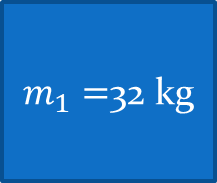 m₁ =32 kg